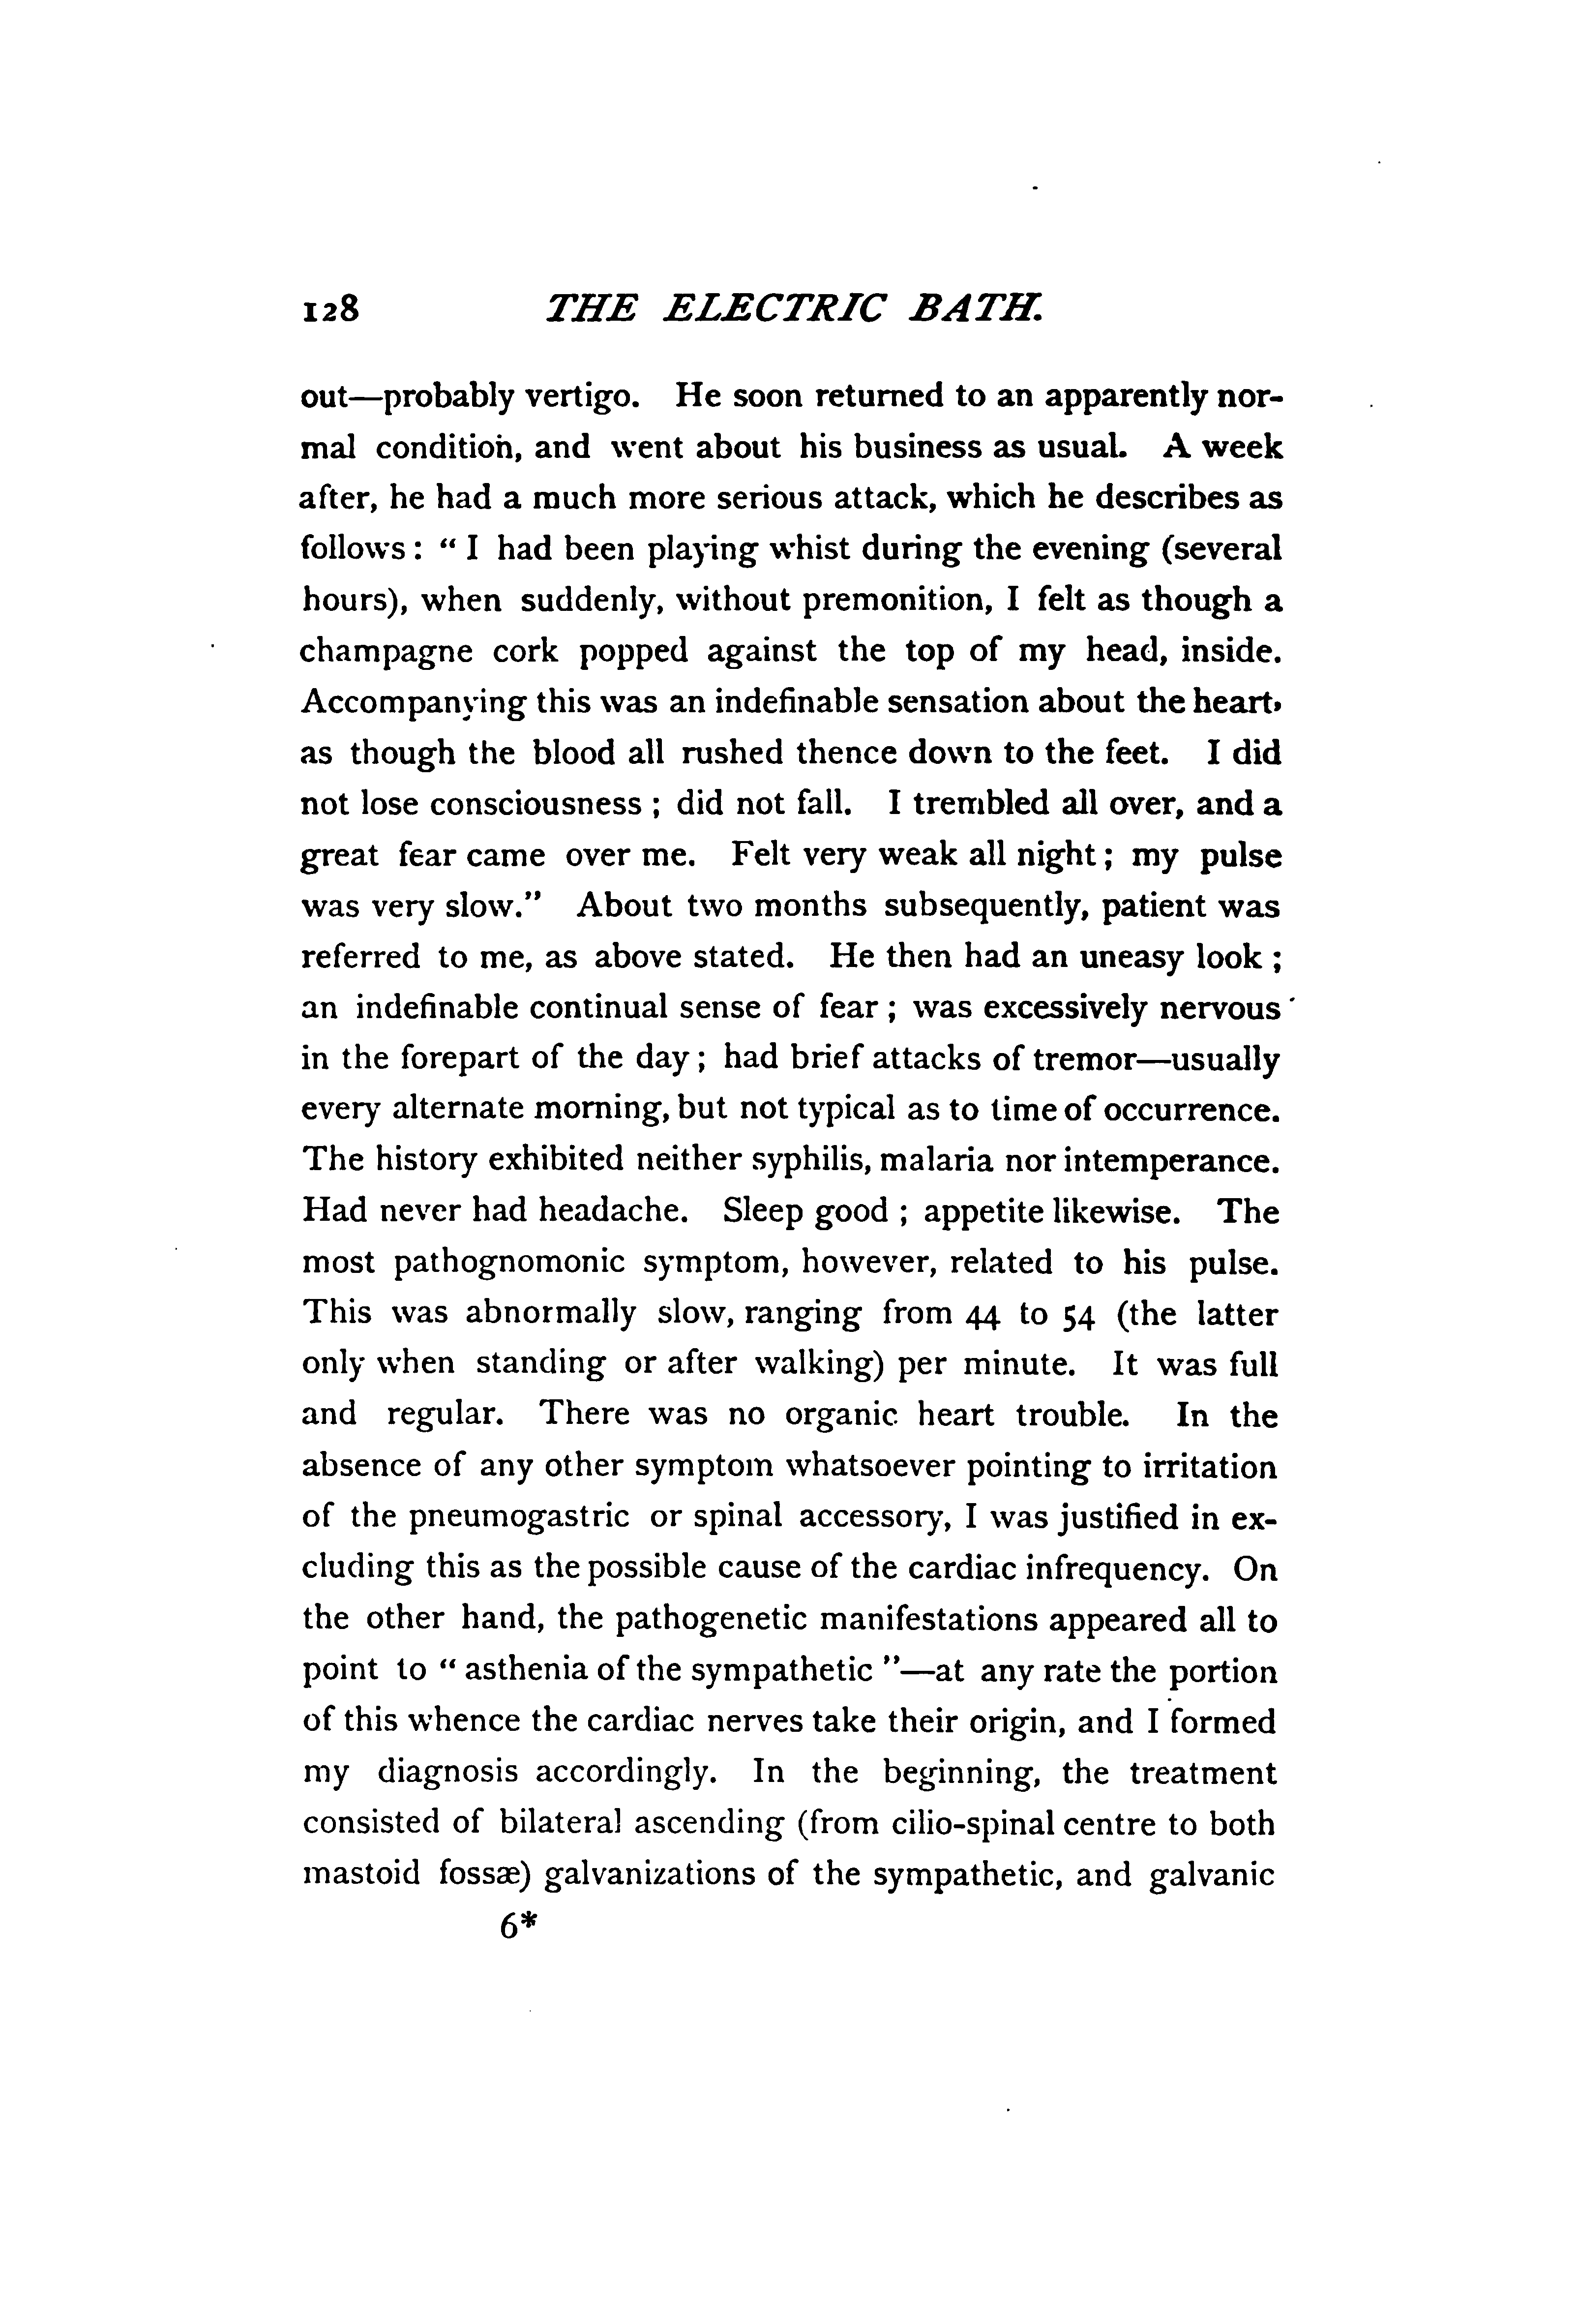 128 THE ELECTRIC BATH.
out—probably vertigo. He soon returned to an apparently nor-
mal condition, and went about his business as usual. A week
after, he had a much more serious attack, which he describes as
follows: " I had been playing whist during the evening (several
hours), when suddenly, without premonition, I felt as though a
champagne cork popped against the top of my head, inside.
Accompanying this was an indefinable sensation about the heart,
as though the blood all rushed thence down to the feet. I did
not lose consciousness ; did not fall. I trembled all over, and a
great fear came over me. Felt very weak all night ; my pulse
was very slow." About two months subsequently, patient was
referred to me, as above stated. He then had an uneasy look ;
an indefinable continual sense of fear ; was excessively nervous
in the forepart of the day ; had brief attacks of tremor—usually
every alternate morning, but not typical as to time of occurrence.
The history exhibited neither syphilis, malaria nor intemperance.
Had never had headache. Sleep good ; appetite likewise. The
most pathognomonic symptom, however, related to his pulse.
This was abnormally slow, ranging from 44 to 54 (the latter
only when standing or after walking) per minute. It was full
and regular. There was no organic heart trouble. In the
absence of any other symptom whatsoever pointing to irritation
of the pneumogastric or spinal accessory, I was justified in ex-
cluding this as the possible cause of the cardiac infrequency. On
the other hand, the pathogenetic manifestations appeared all to
point to " asthenia of the sympathetic "—at any rate the portion
of this whence the cardiac nerves take their origin, and I formed
my diagnosis accordingly. In the beginning, the treatment
consisted of bilateral ascending (from cilio-spinal centre to both
mastoid fossæ) galvanizations of the sympathetic, and galvanic
6*